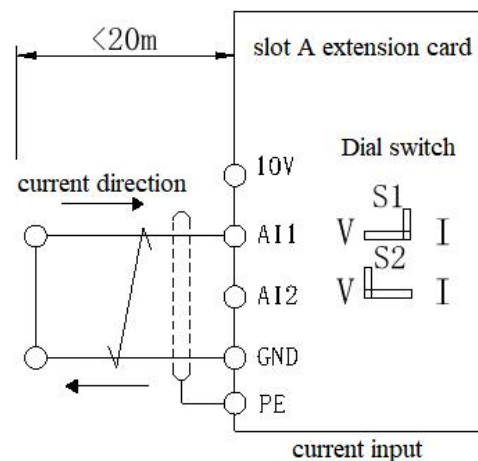 <20m
slot A extension card
10V
Dial switch
current direction
S1
AI1
V
I
S2
AI2
V
I
GND
PE
current input